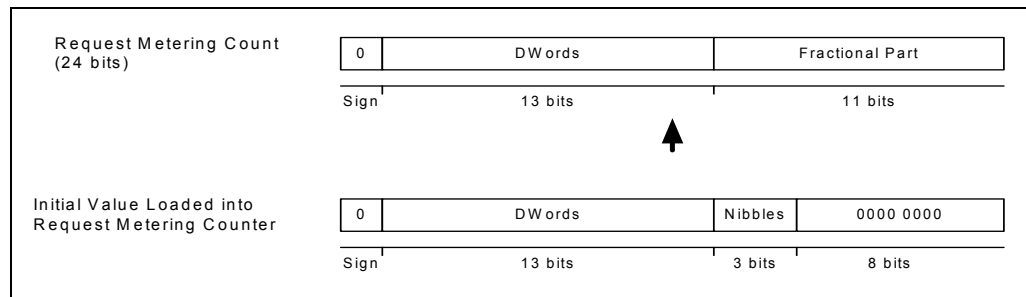 Request Metering Count
(24 bits)
0 DWords Fractional Part
Sign 13 bits 11 bits
Initial Value Loaded into
Request Metering Counter
0 DWords Nibbles 0000 0000
Sign 13 bits 3 bits 8 bits